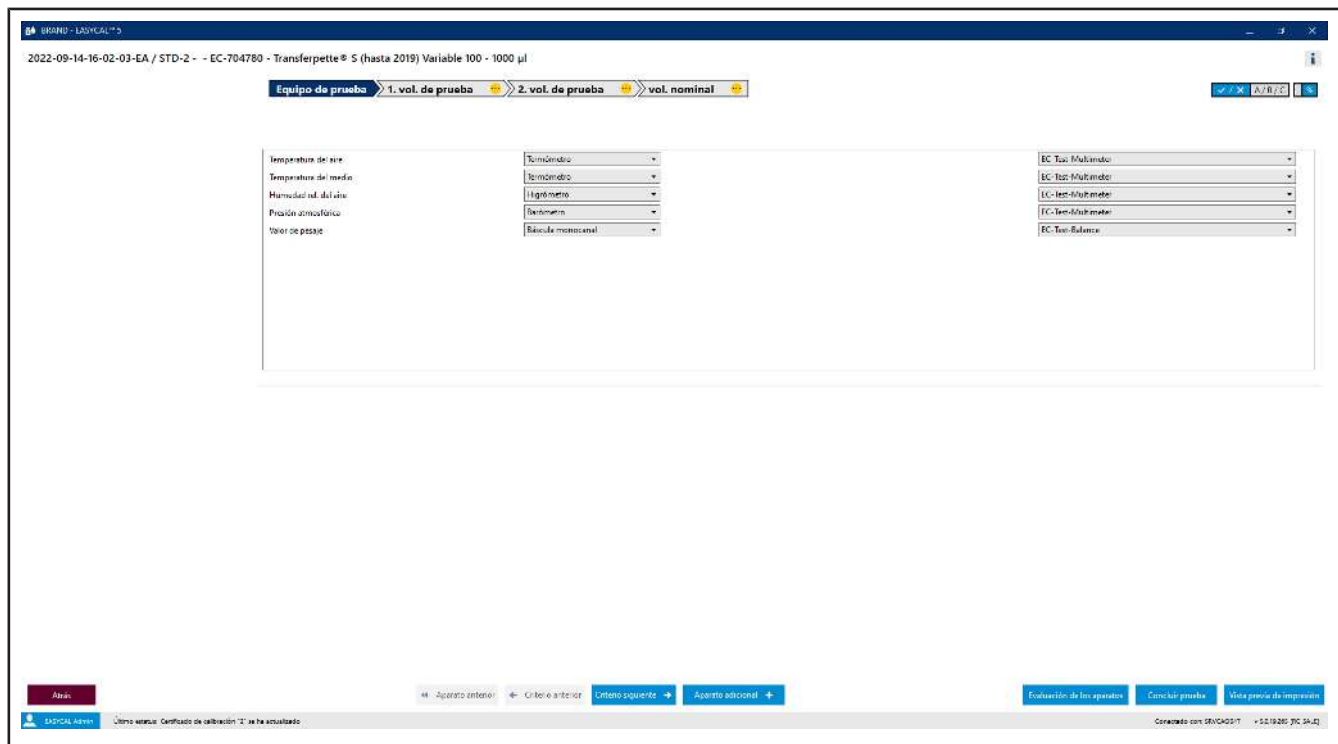 BRAND - EASYCAL™ 5
2022-09-14-16-02-03-EA / STD-2 - - EC-704780 - Transferpette® S (hasta 2019) Variable 100 - 1000 µl
i
Equipo de prueba 1. vol. de prueba 2. vol. de prueba vol. nominal
✓ / X A / B / C %
Temperatura del aire Termómetro EC-Test-Multimeter
Temperatura del medio Termómetro EC-Test-Multimeter
Humedad rel. del aire Higrómetro EC-Test-Multimeter
Presión atmosférica Barómetro EC-Test-Multimeter
Valor de pesaje Báscula monocanal EC-Test-Balance
Atrás Aparato anterior Criterio anterior Criterio siguiente Aparato adicional + Evaluación de los aparatos Concluir prueba Vista previa de impresión
EASYCAL Admin Último estatus: Certificado de calibración "2" se ha actualizado Conectado con: